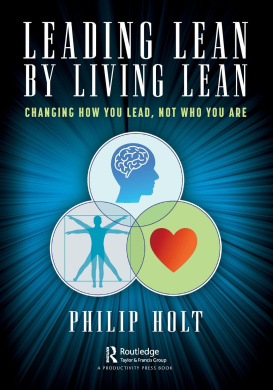 LEADING LEAN
BY LIVING LEAN
CHANGING HOW YOU LEAD, NOT WHO YOU ARE
PHILIP HOLT
Routledge
Taylor & Francis Group
A PRODUCTIVITY PRESS BOOK